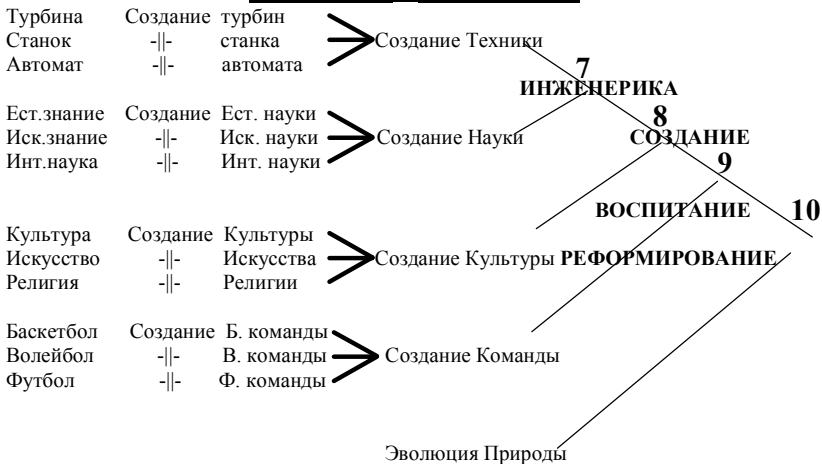 Турбина Создание турбин
Станок -||- станка Создание Техники
Автомат -||- автомата
7
ИНЖЕНЕРИКА
Ест.знание Создание Ест. науки
8
Иск.знание -||- Иск. науки Создание Науки СОЗДАНИЕ
Инт.наука -||- Инт. науки 9
ВОСПИТАНИЕ 10
Культура Создание Культуры
Искусство -||- Искусства Создание Культуры РЕФОРМИРОВАНИЕ
Религия -||- Религии
Баскетбол Создание Б. команды
Волейбол -||- В. команды Создание Команды
Футбол -||- Ф. команды
Эволюция Природы